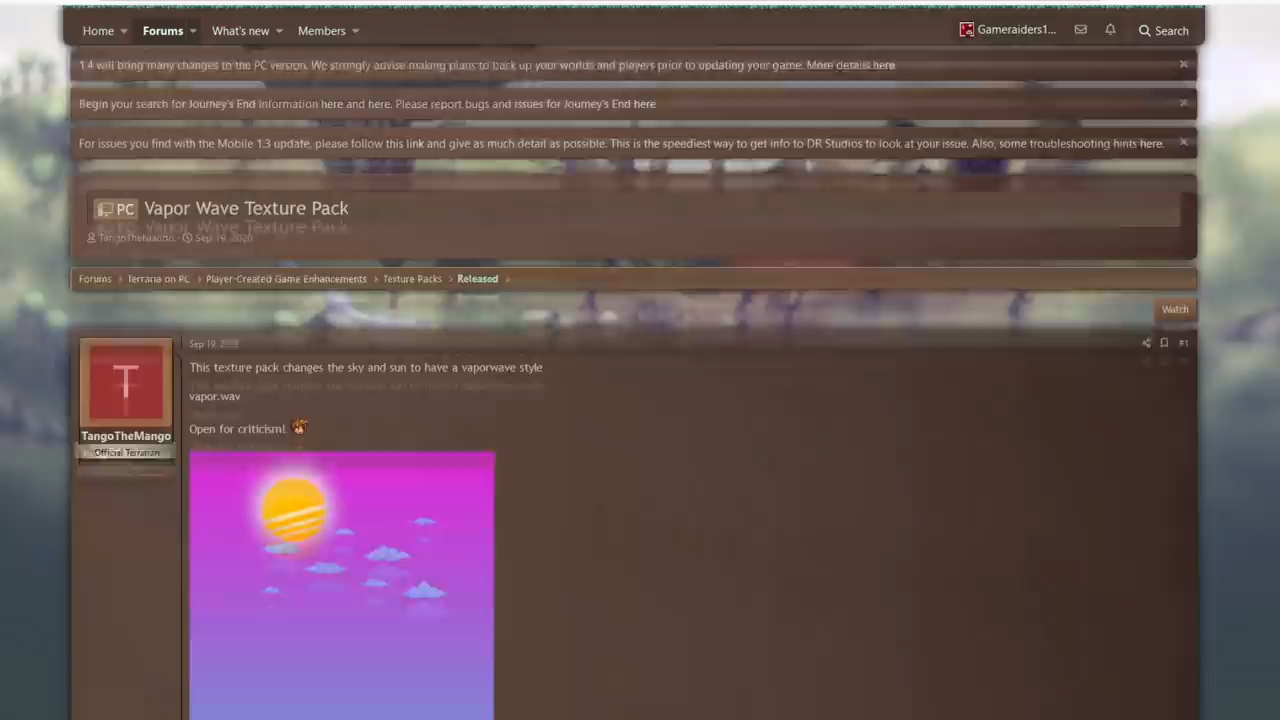 Home Forums What's new Members Gameraiders1... Search
1.4 will bring many changes to the PC version. We strongly advise making plans to back up your worlds and players prior to updating your game. More details here.
Begin your search for Journey's End information here and here. Please report bugs and issues for Journey's End here
For issues you find with the Mobile 1.3 update, please follow this link and give as much detail as possible. This is the speediest way to get info to DR Studios to look at your issue. Also, some troubleshooting hints here.
PC Vapor Wave Texture Pack
TangoTheMango · Sep 19, 2020
Forums Terraria on PC Player-Created Game Enhancements Texture Packs Released
Watch
Sep 19, 2020 #1
T
This texture pack changes the sky and sun to have a vaporwave style
vapor.wav
Open for criticism!
TangoTheMango
Official Terrarian